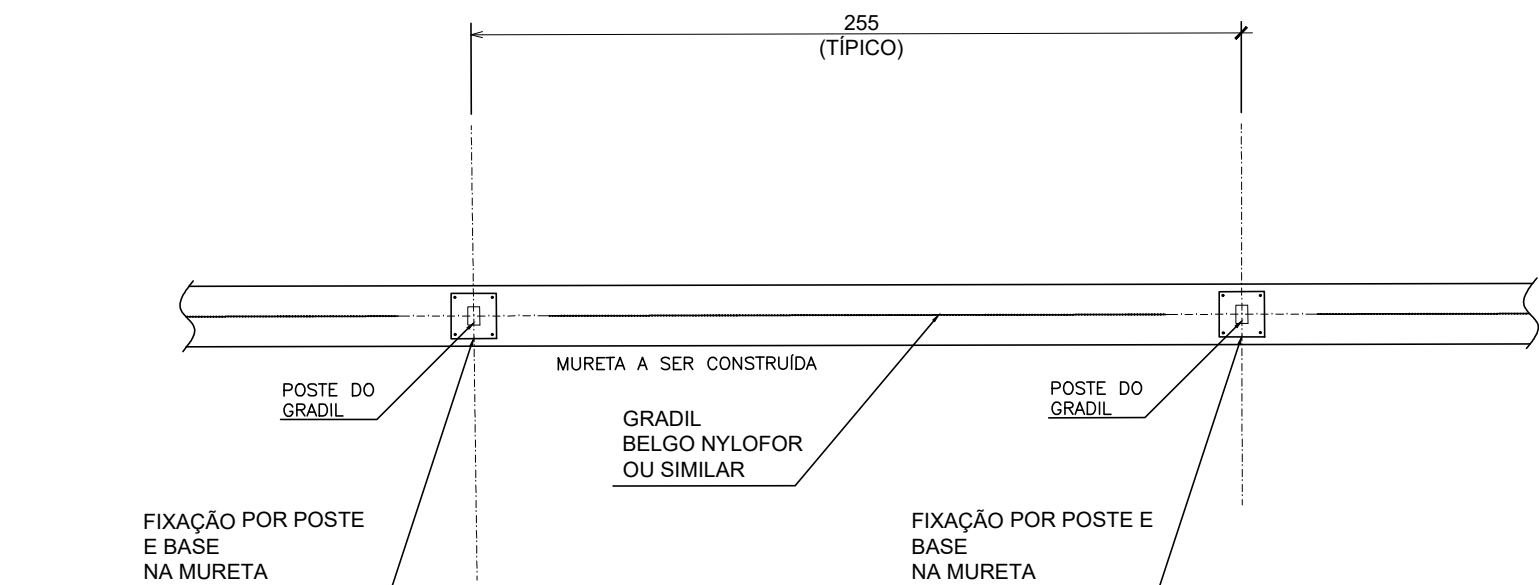 255
(TÍPICO)
MURETA A SER CONSTRUÍDA
POSTE DO
GRADIL
POSTE DO
GRADIL
GRADIL
BELGO NYLOFOR
OU SIMILAR
FIXAÇÃO POR POSTE
E BASE
NA MURETA
FIXAÇÃO POR POSTE E
BASE
NA MURETA